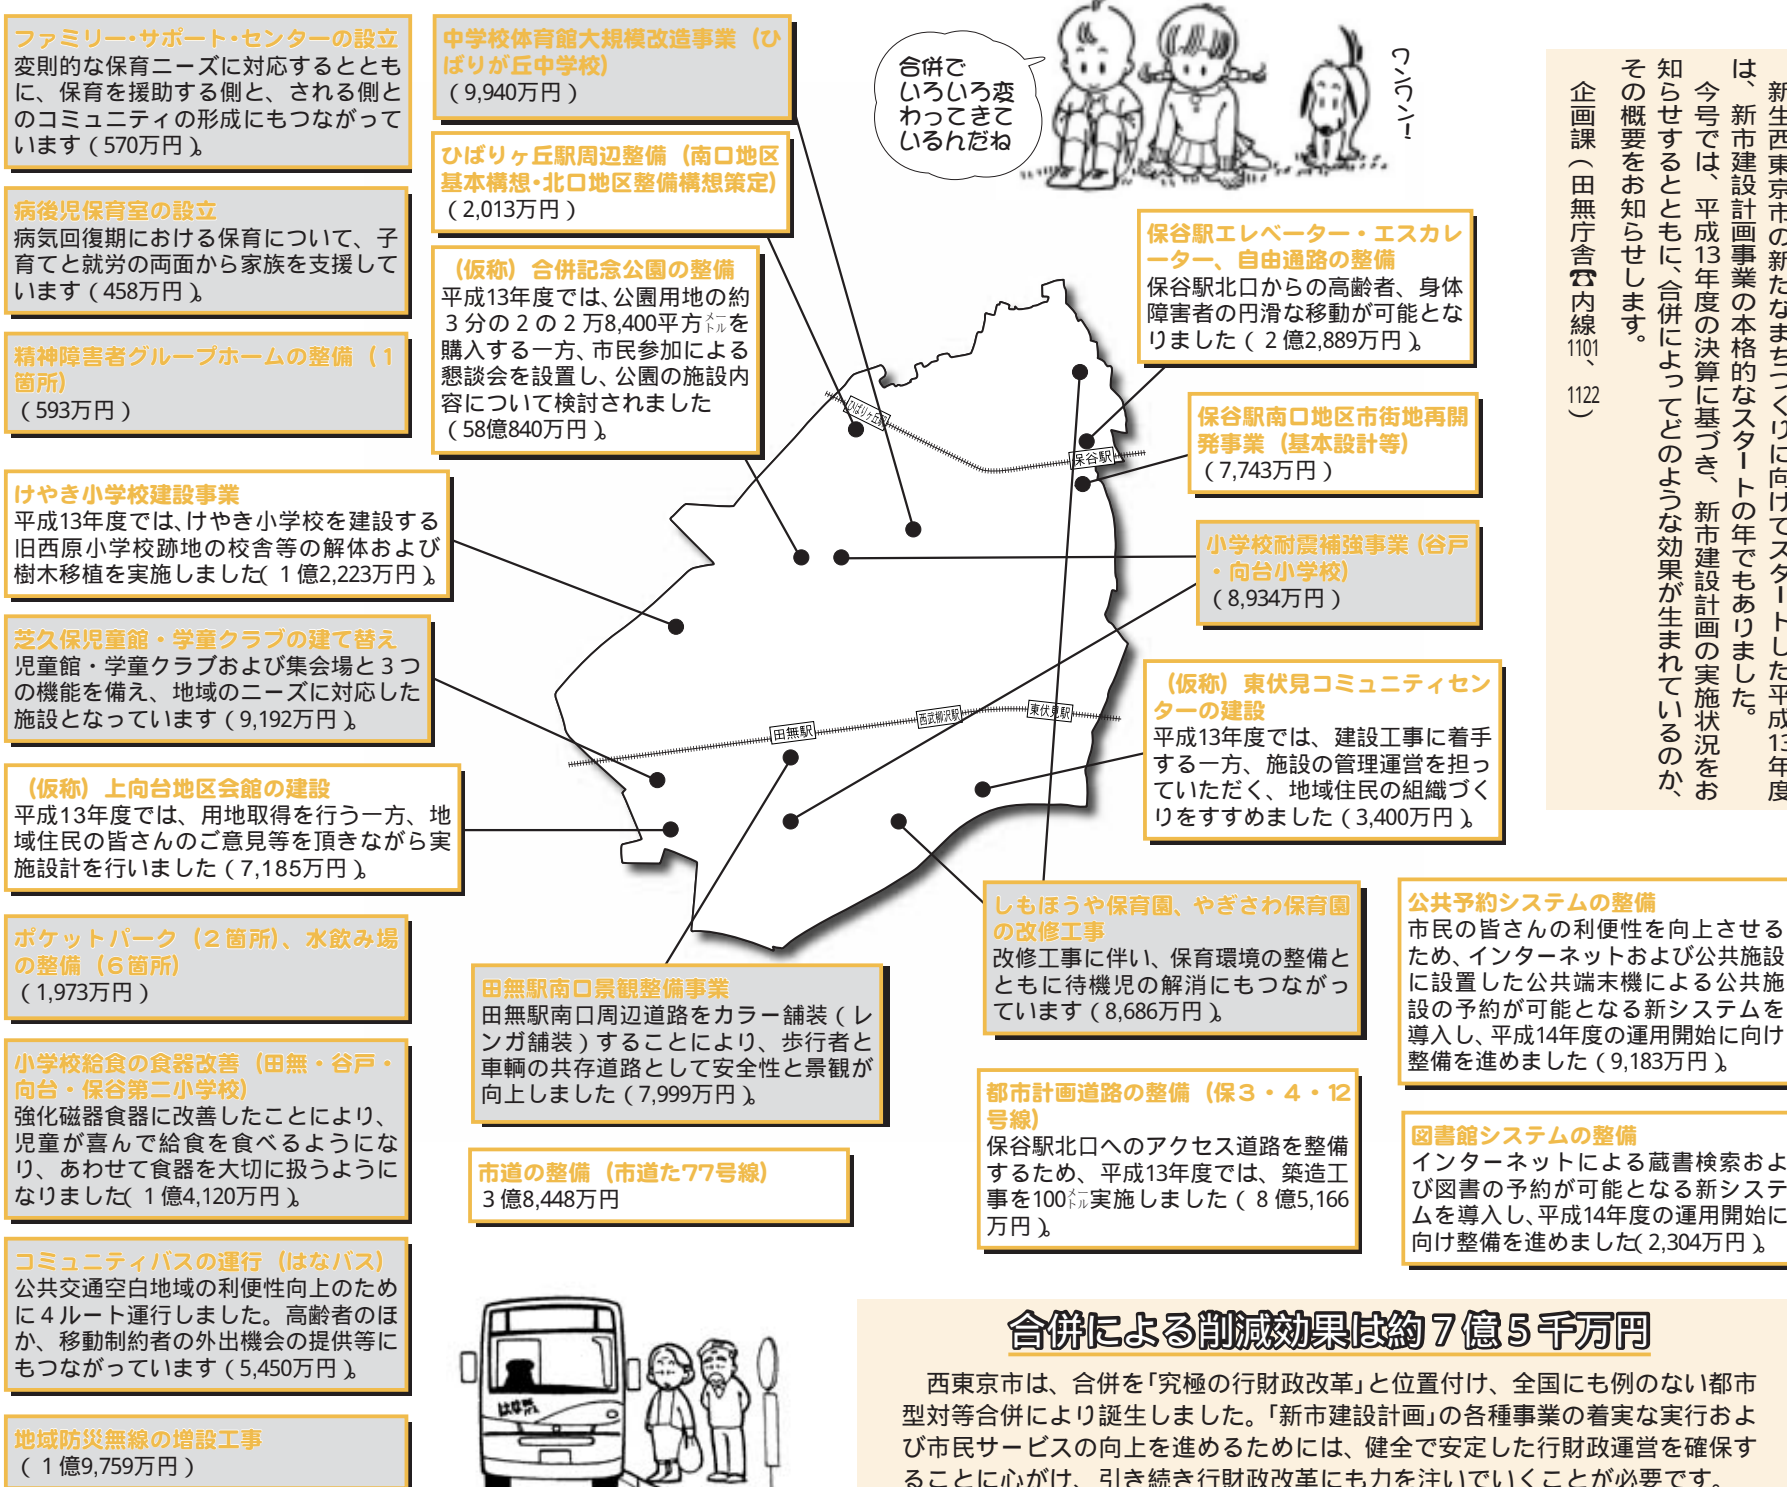 ファミリー・サポート・センターの設立
変則的な保育ニーズに対応するととも
に、保育を援助する側と、される側と
のコミュニティの形成にもつながって
います(570万円)。
病後児保育室の設立
病気回復期における保育について、子
育てと就労の両面から家族を支援して
います(458万円)。
精神障害者グループホームの整備(1
箇所)
(593万円)
けやき小学校建設事業
平成13年度では、けやき小学校を建設する
旧西原小学校跡地の校舎等の解体および
樹木移植を実施しました(1億2,223万円)。
芝久保児童館・学童クラブの建て替え
児童館・学童クラブおよび集会場と3つ
の機能を備え、地域のニーズに対応した
施設となっています(9,192万円)。
(仮称)上向台地区会館の建設
平成13年度では、用地取得を行う一方、地
域住民の皆さんのご意見等を頂きながら実
施設計を行いました(7,185万円)。
ポケットパーク(2箇所)、水飲み場
の整備(6箇所)
(1,973万円)
小学校給食の食器改善(田無・谷戸・
向台・保谷第二小学校)
強化磁器食器に改善したことにより、
児童が喜んで給食を食べるようにな
り、あわせて食器を大切に扱うように
なりました(1億4,120万円)。
コミュニティバスの運行(はなバス)
公共交通空白地域の利便性向上のため
に4ルート運行しました。高齢者のほ
か、移動制約者の外出機会の提供等に
もつながっています(5,450万円)。
地域防災無線の増設工事
(1億9,759万円)
中学校体育館大規模改造事業(ひ
ばりが丘中学校)
(9,940万円)
ひばりヶ丘駅周辺整備(南口地区
基本構想・北口地区整備構想策定)
(2,013万円)
(仮称)合併記念公園の整備
平成13年度では、公園用地の約
3分の2の2万8,400平方メートルを
購入する一方、市民参加による
懇談会を設置し、公園の施設内
容について検討されました
(58億840万円)。
合併で
いろいろ変
わってきて
いるんだね
ワンワン!
保谷駅エレベーター・エスカレ
ーター、自由通路の整備
保谷駅北口からの高齢者、身体
障害者の円滑な移動が可能とな
りました(2億2,889万円)。
保谷駅南口地区市街地再開
発事業(基本設計等)
(7,743万円)
小学校耐震補強事業(谷戸
・向台小学校)
(8,934万円)
(仮称)東伏見コミュニティセン
ターの建設
平成13年度では、建設工事に着手
する一方、施設の管理運営を担っ
ていただく、地域住民の組織づく
りをすすめました(3,400万円)。
ひばりヶ丘駅
保谷駅
田無駅
西武柳沢駅
東伏見駅
田無駅南口景観整備事業
田無駅南口周辺道路をカラー舗装(レ
ンガ舗装)することにより、歩行者と
車輌の共存道路として安全性と景観が
向上しました(7,999万円)。
市道の整備(市道た77号線)
3億8,448万円
はなバス
しもほうや保育園、やぎさわ保育園
の改修工事
改修工事に伴い、保育環境の整備と
ともに待機児の解消にもつながっ
ています(8,686万円)。
都市計画道路の整備(保3・4・12
号線)
保谷駅北口へのアクセス道路を整備
するため、平成13年度では、築造工
事を100メートル実施しました(8億5,166
万円)。
公共予約システムの整備
市民の皆さんの利便性を向上させる
ため、インターネットおよび公共施設
に設置した公共端末機による公共施
設の予約が可能となる新システムを
導入し、平成14年度の運用開始に向け
整備を進めました(9,183万円)。
図書館システムの整備
インターネットによる蔵書検索およ
び図書の予約が可能となる新システ
ムを導入し、平成14年度の運用開始に
向け整備を進めました(2,304万円)。
新生西東京市の新たなまちづくりに向けてスタートした平成13年度
は、新市建設計画事業の本格的なスタートの年でもありました。
今号では、平成13年度の決算に基づき、新市建設計画の実施状況をお
知らせするとともに、合併によってどのような効果が生まれているのか、
その概要をお知らせします。
企画課(田無庁舎☎内線1101、1122)
合併による削減効果は約7億5千万円
西東京市は、合併を「究極の行財政改革」と位置付け、全国にも例のない都市
型対等合併により誕生しました。「新市建設計画」の各種事業の着実な実行およ
び市民サービスの向上を進めるためには、健全で安定した行財政運営を確保す
ることに心がけ、引き続き行財政改革にも力を注いでいくことが必要です。